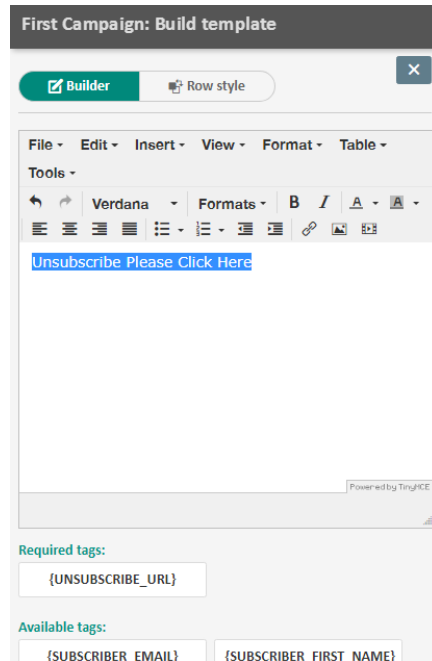 First Campaign: Build template
Builder
Row style
File
Edit
Insert
View
Format
Table
Tools
Verdana
Formats
B
I
A
A
Unsubscribe Please Click Here
Powered by TinyMCE
Required tags:
{UNSUBSCRIBE_URL}
Available tags:
{SUBSCRIBER_EMAIL}
{SUBSCRIBER_FIRST_NAME}